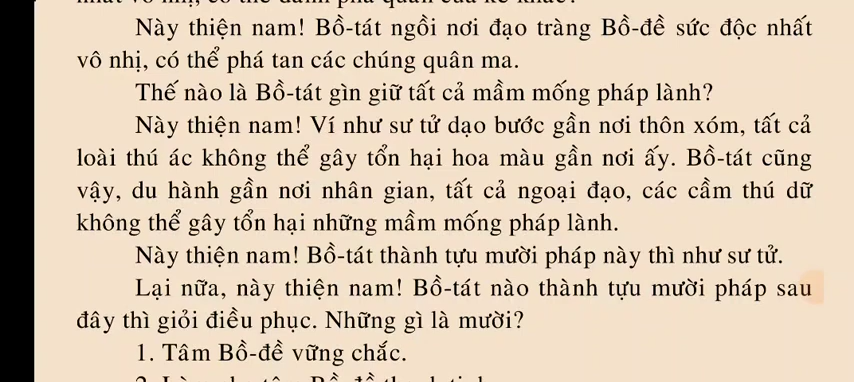 Này thiện nam! Bồ-tát ngồi nơi đạo tràng Bồ-đề sức độc nhất
vô nhị, có thể phá tan các chúng quân ma.
Thế nào là Bồ-tát gìn giữ tất cả mầm mống pháp lành?
Này thiện nam! Ví như sư tử dạo bước gần nơi thôn xóm, tất cả
loài thú ác không thể gây tổn hại hoa màu gần nơi ấy. Bồ-tát cũng
vậy, du hành gần nơi nhân gian, tất cả ngoại đạo, các cầm thú dữ
không thể gây tổn hại những mầm mống pháp lành.
Này thiện nam! Bồ-tát thành tựu mười pháp này thì như sư tử.
Lại nữa, này thiện nam! Bồ-tát nào thành tựu mười pháp sau
đây thì giỏi điều phục. Những gì là mười?
1. Tâm Bồ-đề vững chắc.